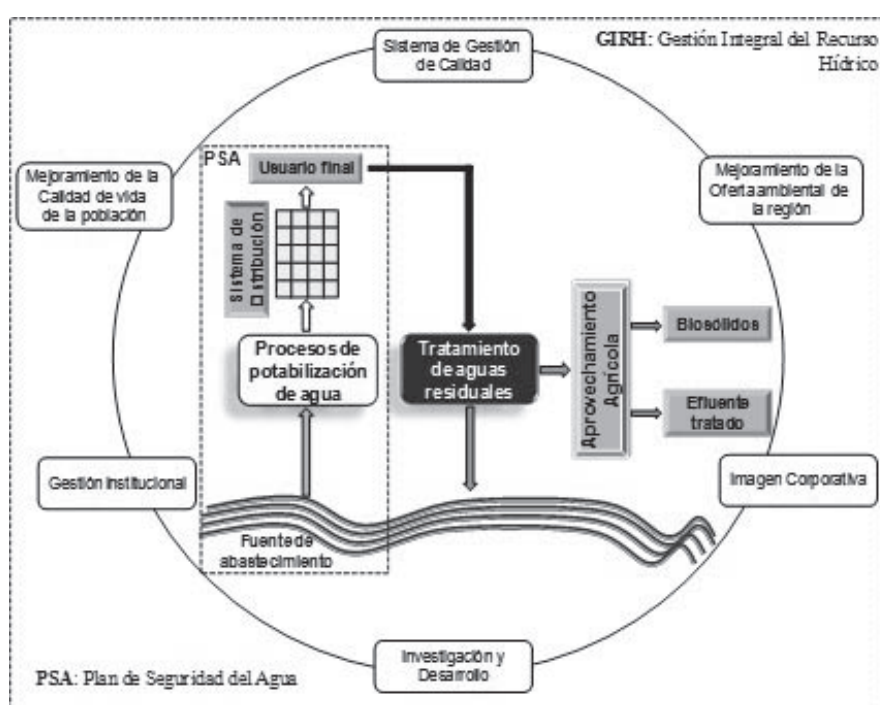 Sistema de Gestión
de Calidad
GIRH: Gestión Integral del Recurso
Hídrico
Mejoramiento de la
Calidad de vida
de la población
PSA
Usuario final
Mejoramiento de la
Oferta ambiental de
la región
Sistema de
Distribución
Procesos de
potabilización
de agua
Tratamiento
de aguas
residuales
Aprovechamiento
Agrícola
Biosólidos
Efluente
tratado
Gestión Institucional
Imagen Corporativa
Fuente de
abastecimiento
Investigación y
Desarrollo
PSA: Plan de Seguridad del Agua